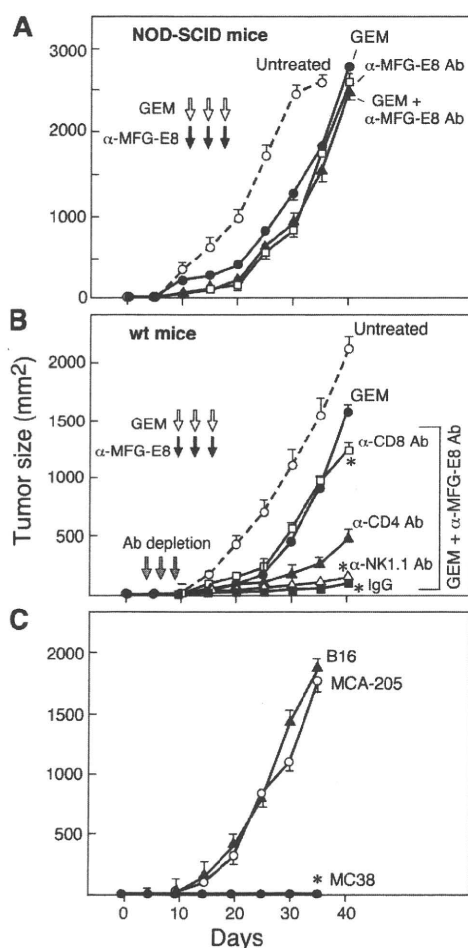 A
NOD-SCID mice
GEM
α-MFG-E8 Ab
GEM +
α-MFG-E8 Ab
Untreated
GEM
α-MFG-E8
3000
2000
1000
0
B
wt mice
Untreated
GEM
α-MFG-E8
GEM
α-CD8 Ab
*
α-CD4 Ab
*α-NK1.1 Ab
* IgG
GEM + α-MFG-E8 Ab
Ab depletion
2000
1500
1000
500
Tumor size (mm²)
C
B16
MCA-205
* MC38
2000
1500
1000
500
0 10 20 30 40
Days